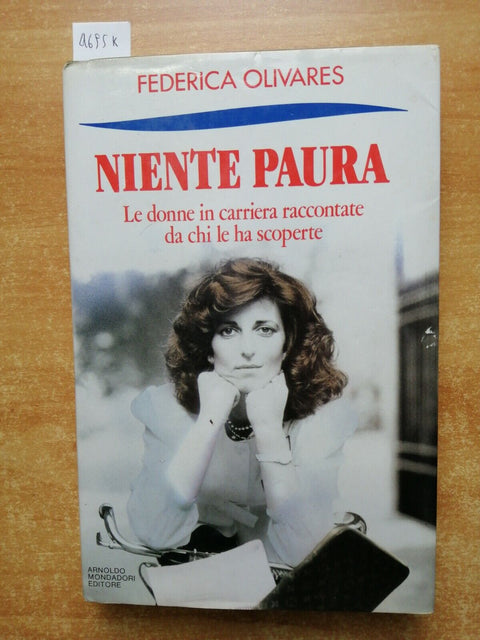 a695k
FEDERICA OLIVARES
NIENTE PAURA
Le donne in carriera raccontate
da chi le ha scoperte
ARNOLDO
MONDADORI
EDITORE